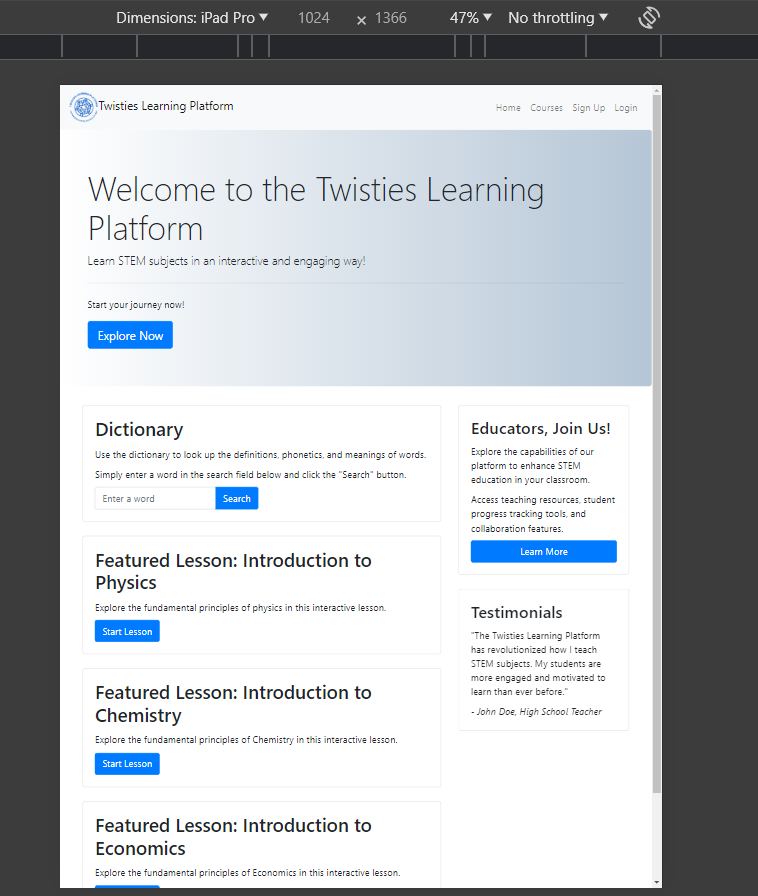 Dimensions: iPad Pro ▼ 1024 × 1366 47% ▼ No throttling ▼
Twisties Learning Platform
Home Courses Sign Up Login
Welcome to the Twisties Learning
Platform
Learn STEM subjects in an interactive and engaging way!
Start your journey now!
Explore Now
Dictionary
Use the dictionary to look up the definitions, phonetics, and meanings of words.
Simply enter a word in the search field below and click the "Search" button.
Enter a word Search
Featured Lesson: Introduction to
Physics
Explore the fundamental principles of physics in this interactive lesson.
Start Lesson
Featured Lesson: Introduction to
Chemistry
Explore the fundamental principles of Chemistry in this interactive lesson.
Start Lesson
Featured Lesson: Introduction to
Economics
Explore the fundamental principles of Economics in this interactive lesson.
Educators, Join Us!
Explore the capabilities of our
platform to enhance STEM
education in your classroom.
Access teaching resources, student
progress tracking tools, and
collaboration features.
Learn More
Testimonials
"The Twisties Learning Platform
has revolutionized how I teach
STEM subjects. My students are
more engaged and motivated to
learn than ever before."
- John Doe, High School Teacher